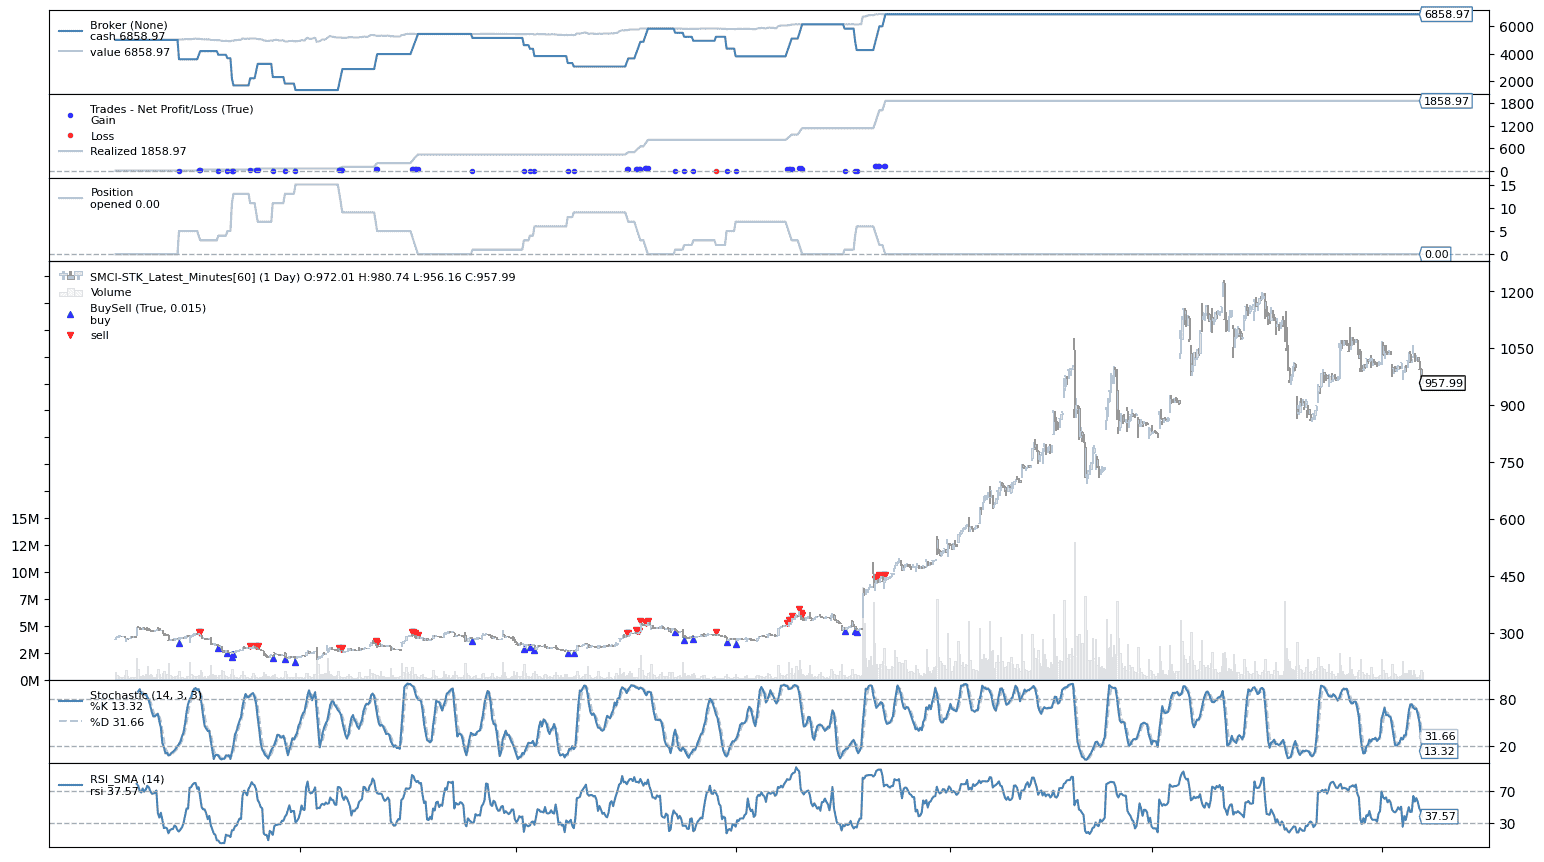 Broker (None)
cash 6858.97
value 6858.97
6858.97
6000
4000
2000
Trades - Net Profit/Loss (True)
Gain
Loss
Realized 1858.97
1858.97
1800
1200
600
0
Position
opened 0.00
15
10
5
0
0.00
SMCI-STK_Latest_Minutes[60] (1 Day) O:972.01 H:980.74 L:956.16 C:957.99
Volume
BuySell (True, 0.015)
buy
sell
1200
1050
957.99
900
750
600
450
300
15M
12M
10M
7M
5M
2M
0M
Stochastic (14, 3, 3)
%K 13.32
%D 31.66
80
31.66
20
13.32
RSI_SMA (14)
rsi 37.57
70
37.57
30